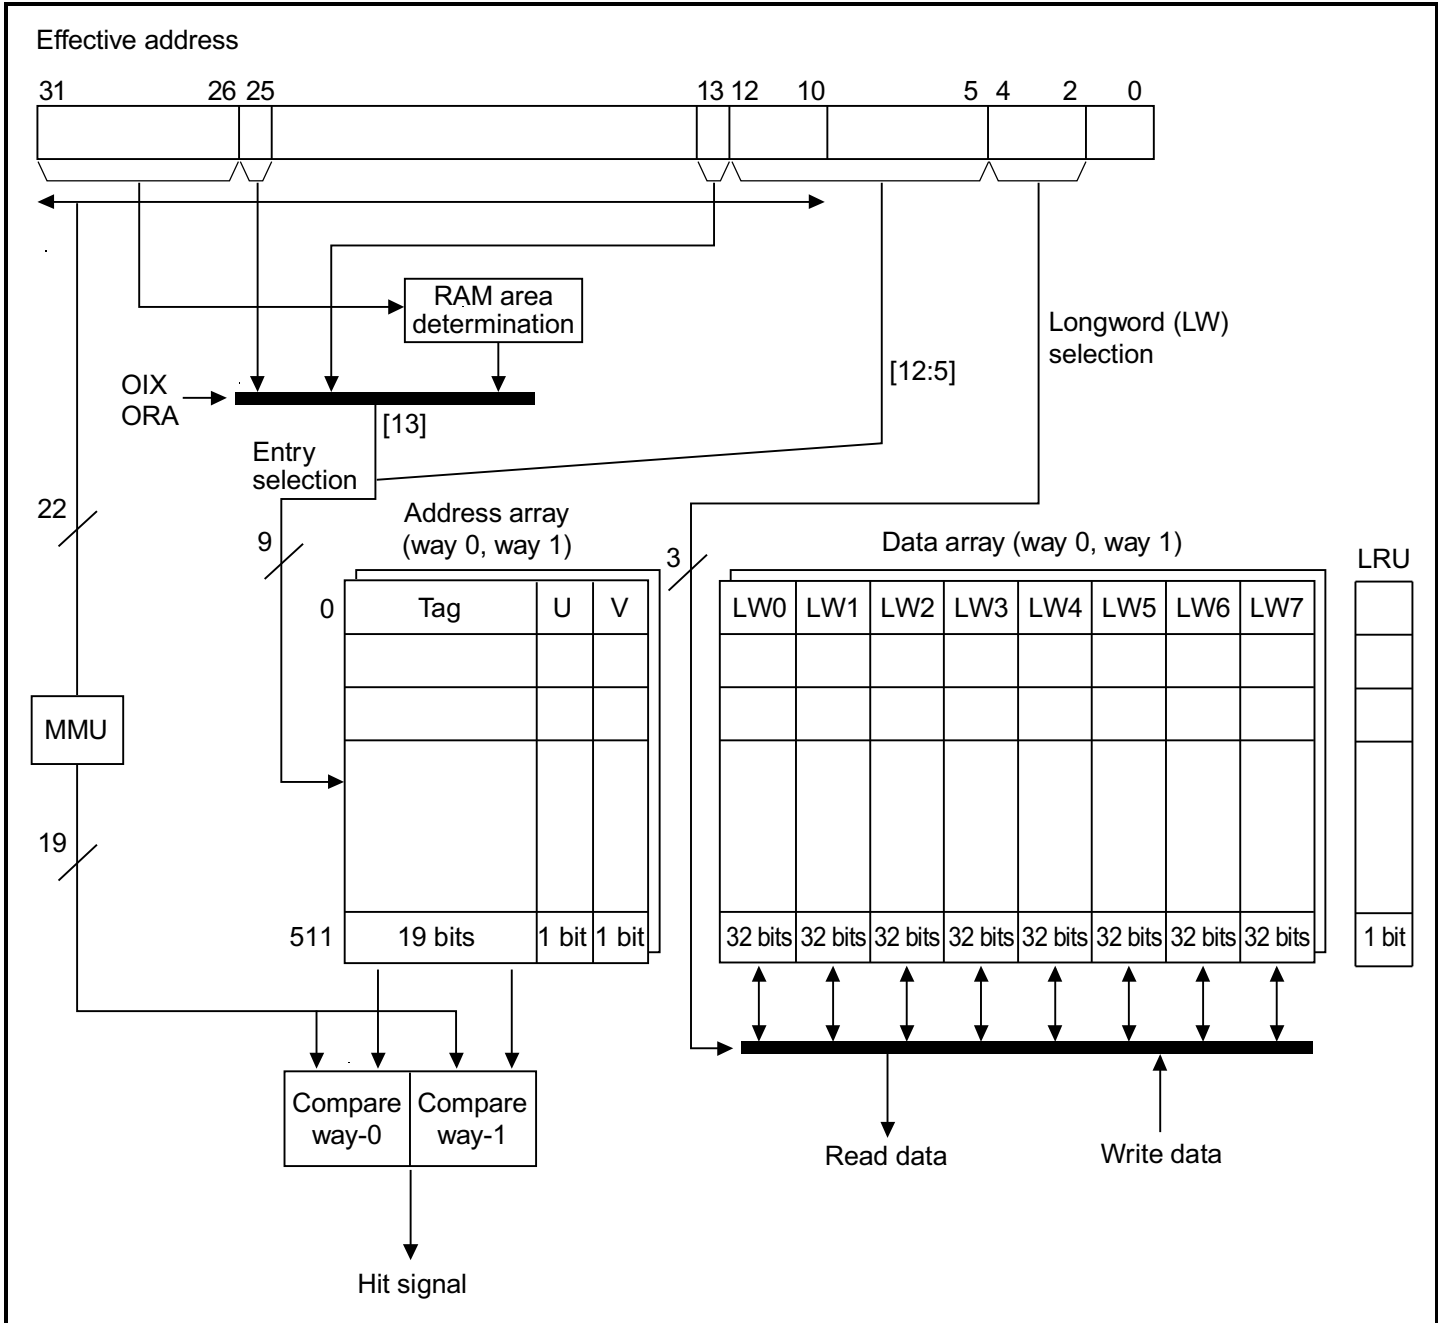 Effective address
31 26 25 13 12 10 5 4 2 0
RAM area
determination
Longword (LW)
selection
[12:5]
OIX
ORA
[13]
Entry
selection
22
9
3
19
Address array
(way 0, way 1)
Data array (way 0, way 1)
LRU
0 Tag U V
LW0 LW1 LW2 LW3 LW4 LW5 LW6 LW7
MMU
511 19 bits 1 bit 1 bit
32 bits 32 bits 32 bits 32 bits 32 bits 32 bits 32 bits 32 bits
1 bit
Compare
way-0
Compare
way-1
Read data
Write data
Hit signal